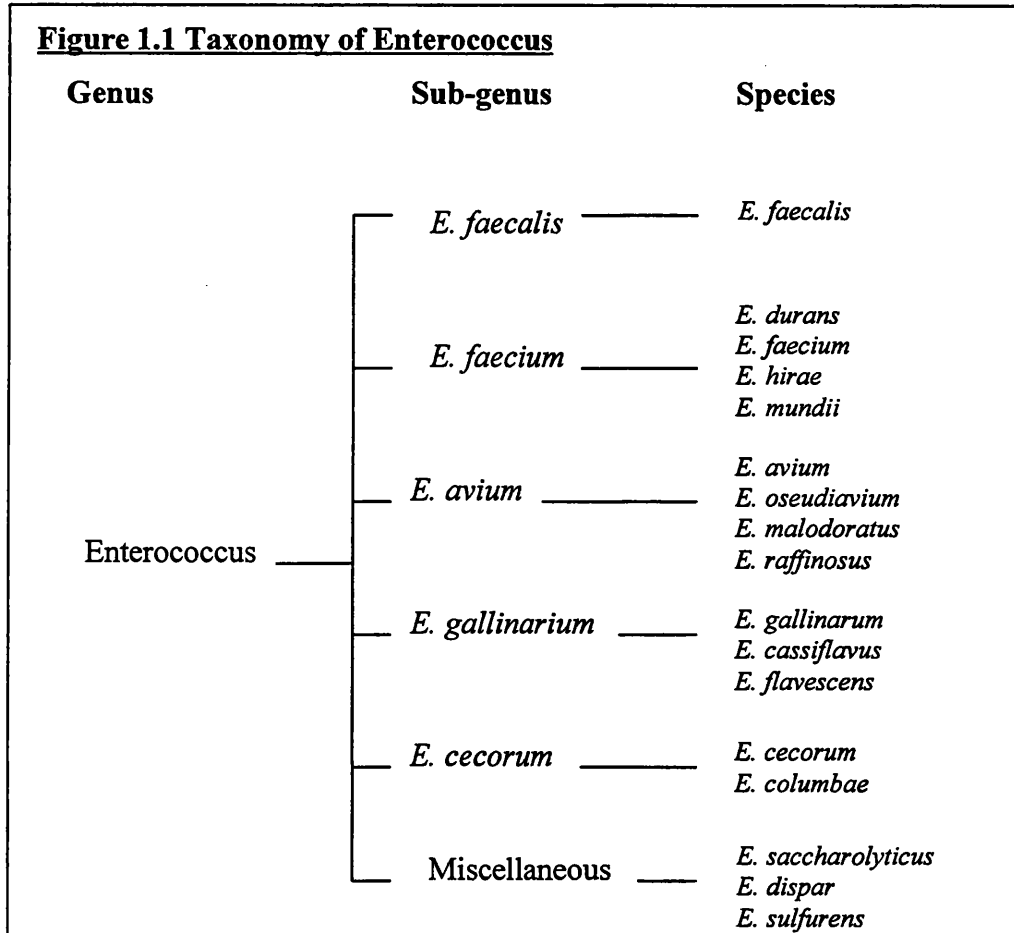 Figure 1.1 Taxonomy of Enterococcus
Genus Sub-genus Species
E. faecalis E. faecalis
E. faecium E. durans
E. faecium
E. hirae
E. mundii
E. avium E. avium
E. oseudiavium
E. malodoratus
E. raffinosus
Enterococcus
E. gallinarium E. gallinarum
E. cassiflavus
E. flavescens
E. cecorum E. cecorum
E. columbae
Miscellaneous E. saccharolyticus
E. dispar
E. sulfurens